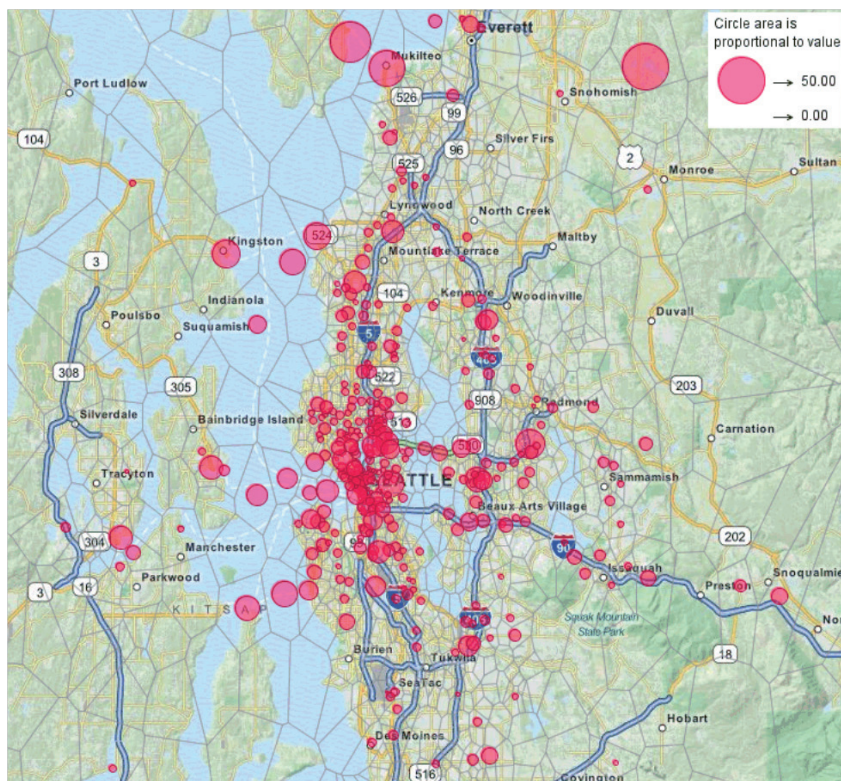 Circle area is
proportional to value
50.00
0.00
Everett
Mukilteo
Port Ludlow
526
Snohomish
99
104
Silver Firs
96
2
525
Monroe
Sultan
Lynnwood
North Creek
524
Maltby
Kingston
3
Mountlake Terrace
104
Kenmore
Woodinville
Indianola
Poulsbo
Suquamish
5
Duvall
405
308
522
305
203
908
Redmond
Silverdale
Bainbridge Island
513
Carnation
520
Tracyton
SEATTLE
Sammamish
Beaux Arts Village
304
Manchester
202
90
Issaquah
3
16
Parkwood
Preston
Snoqualmie
KITSAP
5
Squak Mountain
State Park
Burien
Tukwila
18
SeaTac
Hobart
Des Moines
516
Covington